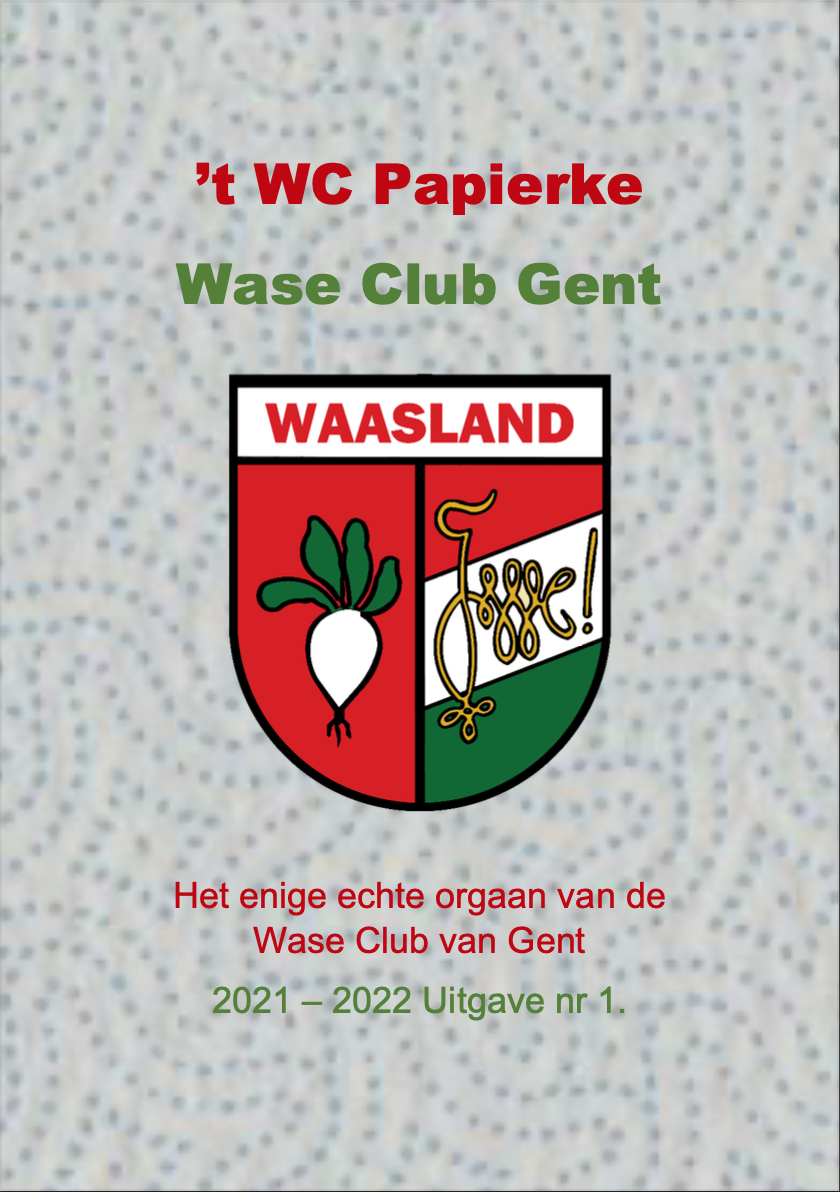 ’t WC Papierke
Wase Club Gent
WAASLAND
Het enige echte orgaan van de
Wase Club van Gent
2021 – 2022 Uitgave nr 1.